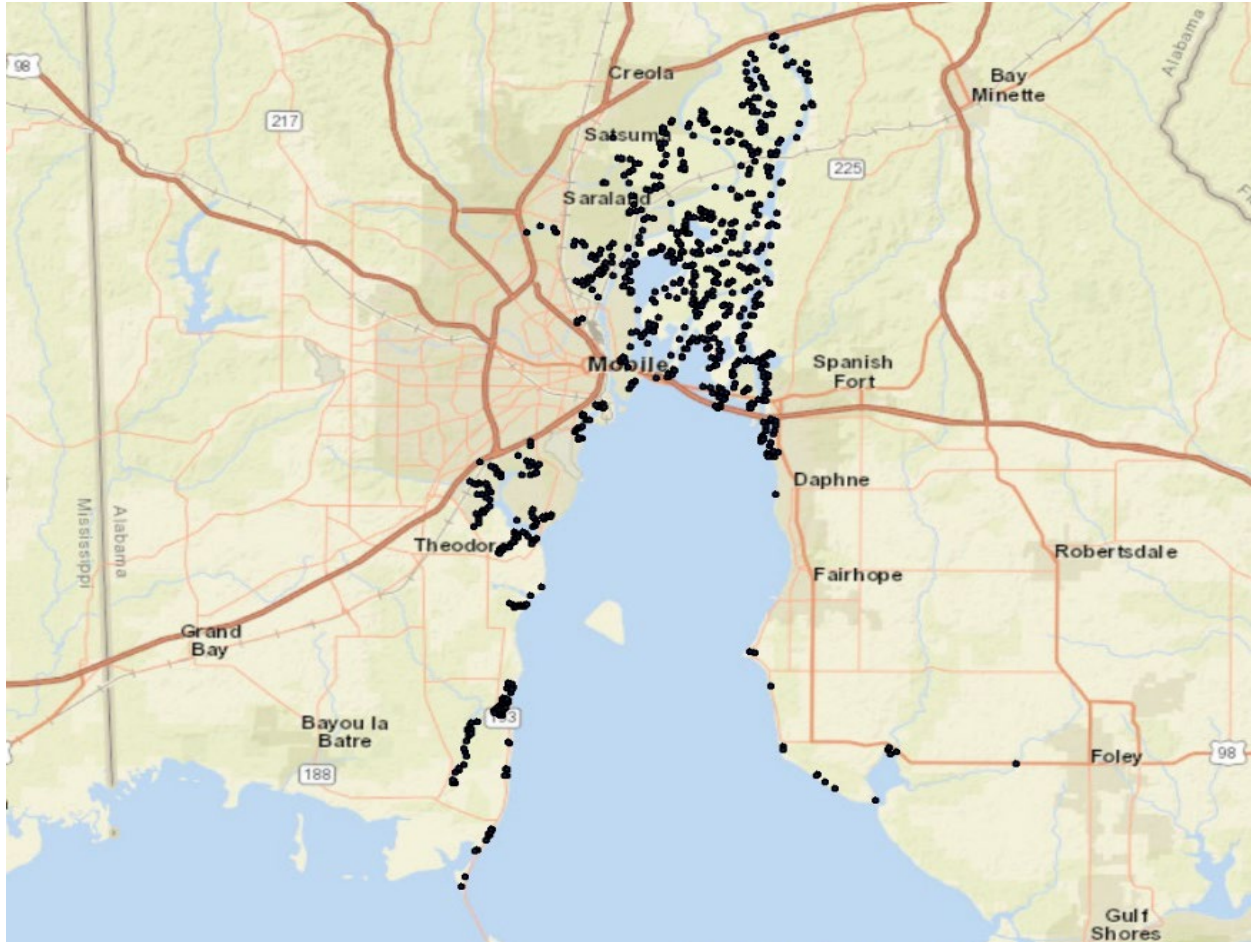 98
Creola
Bay
Minette
Alabama
217
Satsuma
225
Saraland
Mobile
Spanish
Fort
Daphne
Mississippi
Alabama
Theodore
Robertsdale
Fairhope
Grand
Bay
193
Bayou la
Batre
188
Foley
98
Gulf
Shores